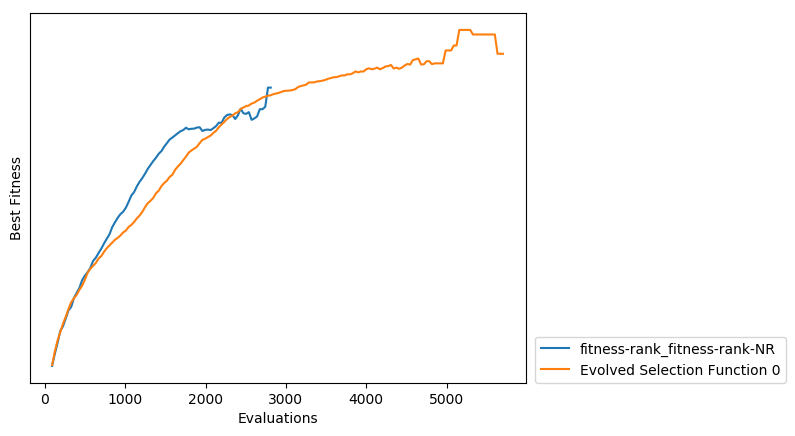 Best Fitness
0 1000 2000 3000 4000 5000
Evaluations
fitness-rank_fitness-rank-NR
Evolved Selection Function 0